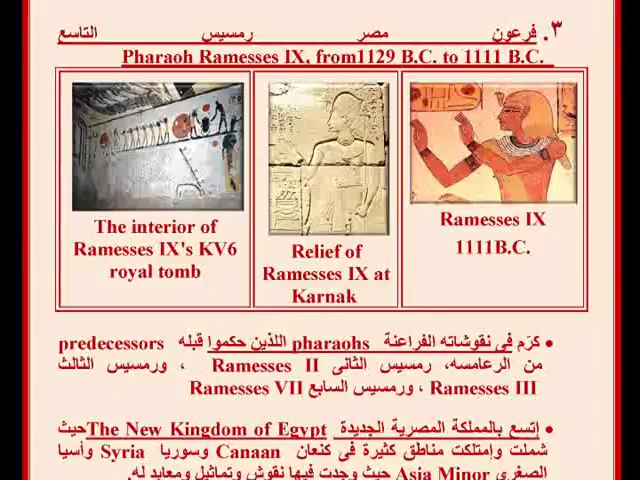 ٣. فرعون مصر رمسيس التاسع
Pharaoh Ramesses IX, from1129 B.C. to 1111 B.C.
The interior of
Ramesses IX's KV6
royal tomb
Relief of
Ramesses IX at
Karnak
Ramesses IX
1111B.C.
• كرّم فى نقوشاته الفراعنة pharaohs اللذين حكموا قبله predecessors
من الرعامسه، رمسيس الثانى Ramesses II ، ورمسيس الثالث
Ramesses III ، ورمسيس السابع Ramesses VII
• إتسع بالمملكة المصرية الجديدة The New Kingdom of Egypt حيث
شملت وإمتلكت مناطق كثيرة فى كنعان Canaan وسوريا Syria وأسيا
الصغرى Asia Minor حيث وجدت فيها نقوش وتماثيل ومعابد له.